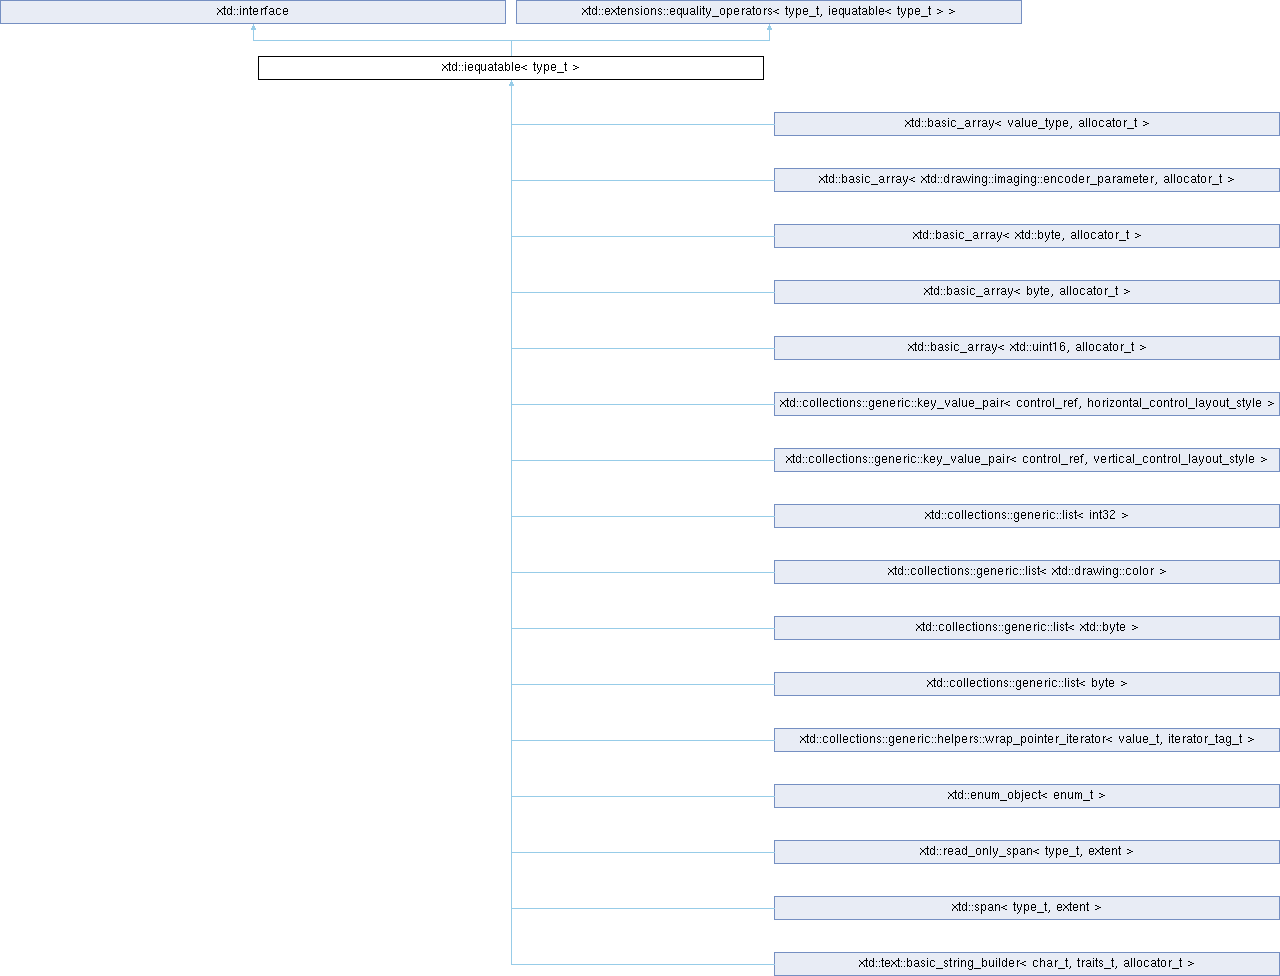 xtd::interface
xtd::extensions::equality_operators< type_t, iequatable< type_t > >
xtd::iequatable< type_t >
xtd::basic_array< value_type, allocator_t >
xtd::basic_array< xtd::drawing::imaging::encoder_parameter, allocator_t >
xtd::basic_array< xtd::byte, allocator_t >
xtd::basic_array< byte, allocator_t >
xtd::basic_array< xtd::uint16, allocator_t >
xtd::collections::generic::key_value_pair< control_ref, horizontal_control_layout_style >
xtd::collections::generic::key_value_pair< control_ref, vertical_control_layout_style >
xtd::collections::generic::list< int32 >
xtd::collections::generic::list< xtd::drawing::color >
xtd::collections::generic::list< xtd::byte >
xtd::collections::generic::list< byte >
xtd::collections::generic::helpers::wrap_pointer_iterator< value_t, iterator_tag_t >
xtd::enum_object< enum_t >
xtd::read_only_span< type_t, extent >
xtd::span< type_t, extent >
xtd::text::basic_string_builder< char_t, traits_t, allocator_t >